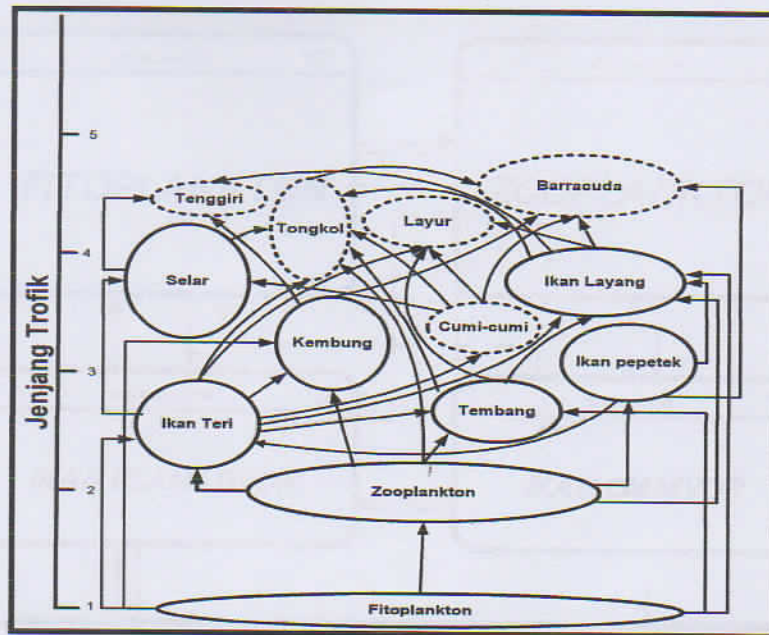 Jenjang Trofik
5
4
3
2
1
Barracuda
Tenggiri
Tongkol
Layur
Selar
Ikan Layang
Cumi-cumi
Kembung
Ikan pepetek
Ikan Teri
Tembang
Zooplankton
Fitoplankton